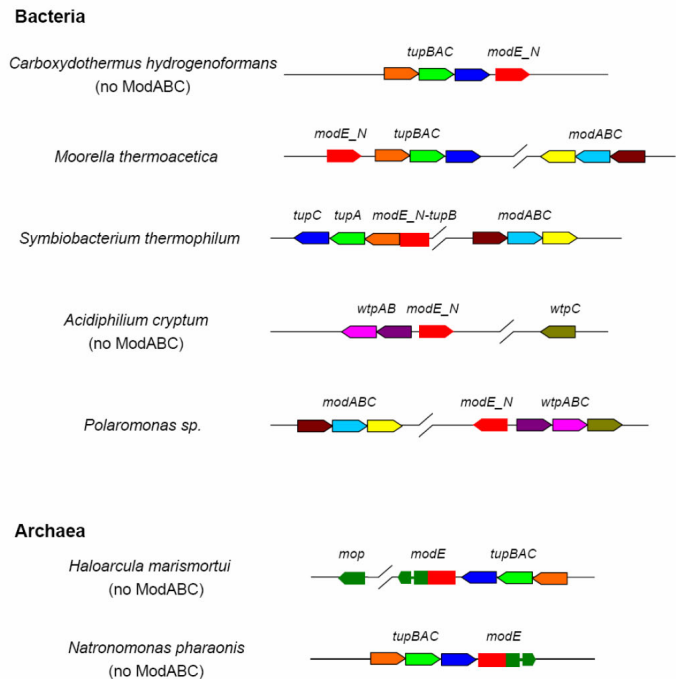 Bacteria
tupBAC modE_N
Carboxydothermus hydrogenoformans
(no ModABC)
modE_N tupBAC modABC
Moorella thermoacetica
tupC tupA modE_N-tupB modABC
Symbiobacterium thermophilum
wtpAB modE_N wtpC
Acidiphilium cryptum
(no ModABC)
modABC modE_N wtpABC
Polaromonas sp.
Archaea
mop modE tupBAC
Haloarcula marismortui
(no ModABC)
tupBAC modE
Natronomonas pharaonis
(no ModABC)